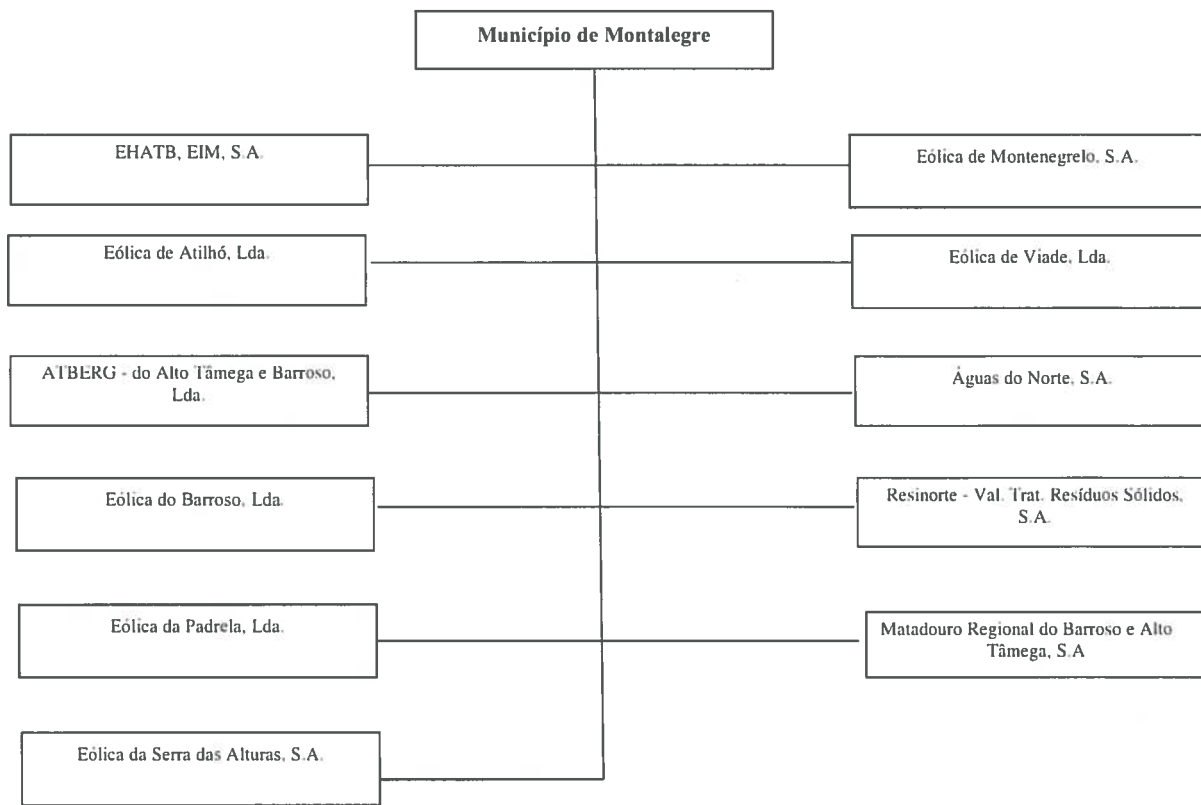 Município de Montalegre
EHATB, EIM, S.A.
Eólica de Montenegrelo, S.A.
Eólica de Atilhó, Lda.
Eólica de Viade, Lda.
ATBERG - do Alto Tâmega e Barroso,
Lda.
Águas do Norte, S.A.
Eólica do Barroso, Lda.
Resinorte - Val. Trat. Resíduos Sólidos,
S.A.
Eólica da Padrela, Lda.
Matadouro Regional do Barroso e Alto
Tâmega, S.A
Eólica da Serra das Alturas, S.A.